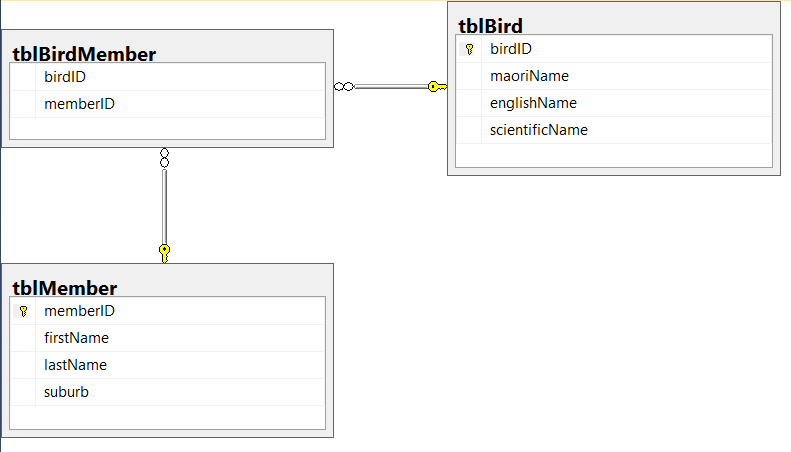 tblBirdMember
birdID
memberID
tblBird
birdID
maoriName
englishName
scientificName
tblMember
memberID
firstName
lastName
suburb